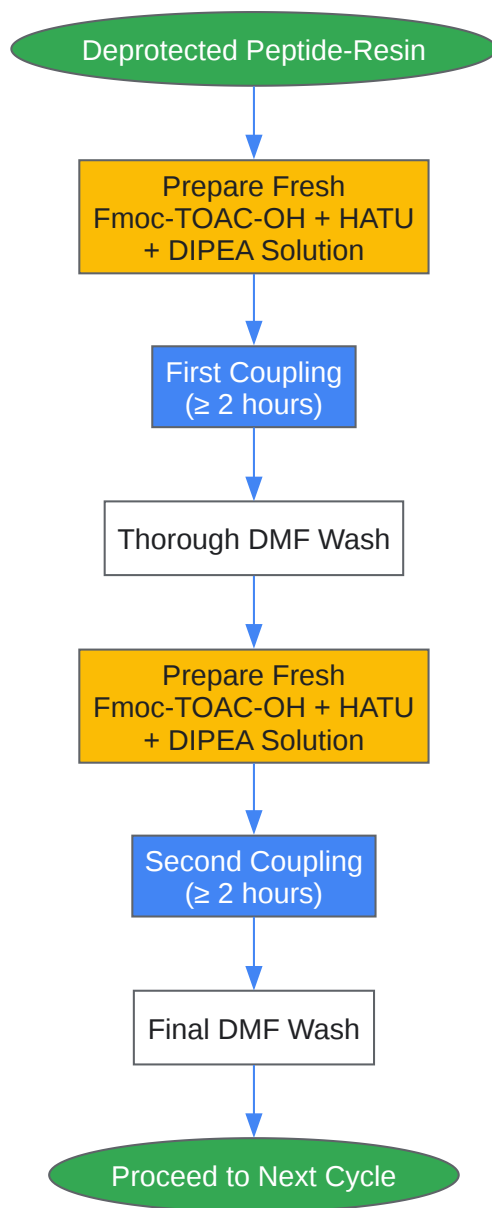 Deprotected Peptide-Resin
Prepare Fresh
Fmoc-TOAC-OH + HATU
+ DIPEA Solution
First Coupling
(≥ 2 hours)
Thorough DMF Wash
Prepare Fresh
Fmoc-TOAC-OH + HATU
+ DIPEA Solution
Second Coupling
(≥ 2 hours)
Final DMF Wash
Proceed to Next Cycle